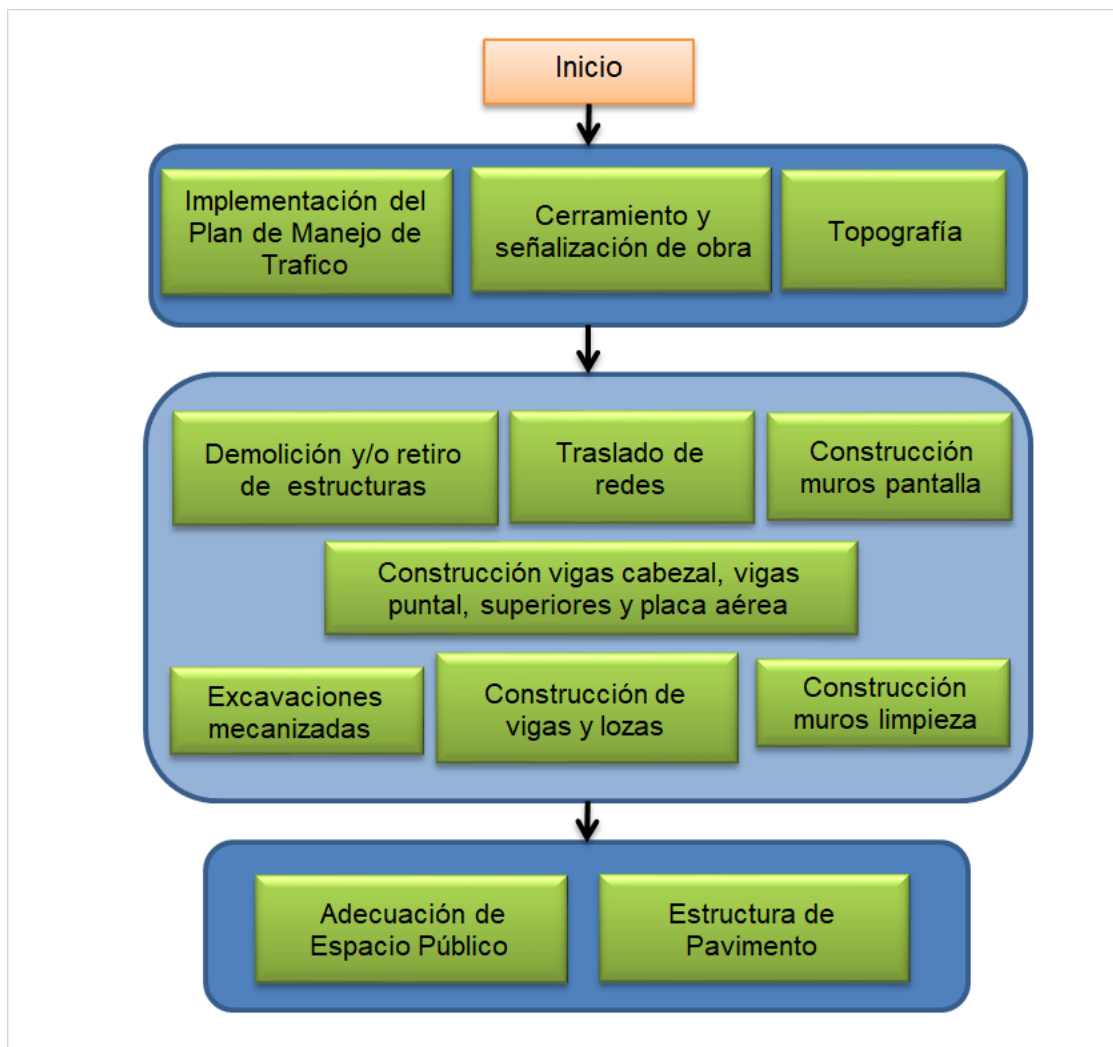 Inicio
Implementación del
Plan de Manejo de
Trafico
Cerramiento y
señalización de obra
Topografía
Demolición y/o retiro
de estructuras
Traslado de
redes
Construcción
muros pantalla
Construcción vigas cabezal, vigas
puntal, superiores y placa aérea
Excavaciones
mecanizadas
Construcción de
vigas y lozas
Construcción
muros limpieza
Adecuación de
Espacio Público
Estructura de
Pavimento